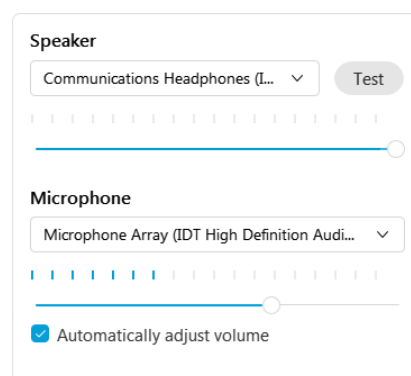 Speaker
Communications Headphones (I...
Test
Microphone
Microphone Array (IDT High Definition Audi...
Automatically adjust volume